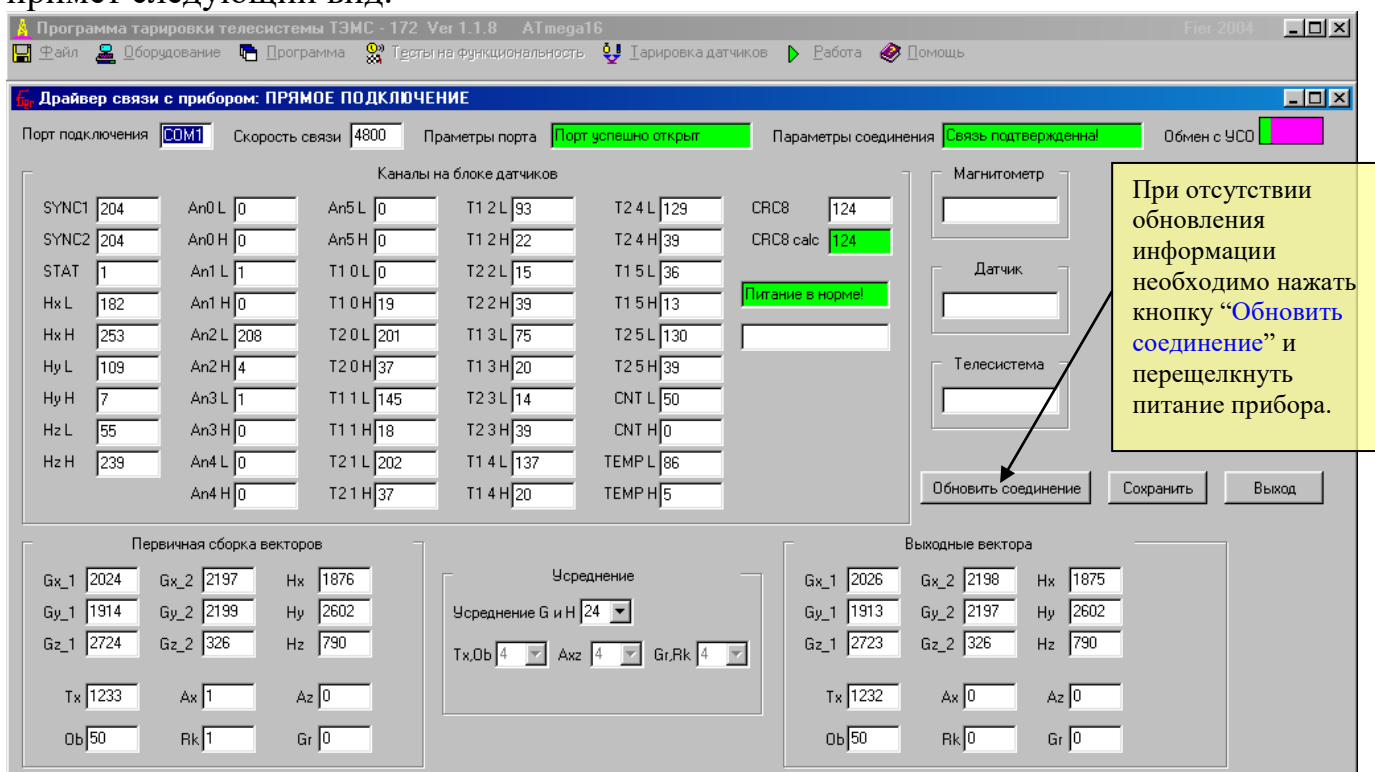 примет следующий вид:
Программа тарировки телесистемы ТЭМС - 172 Ver 1.1.8 ATmega16 Fier 2004
Файл Оборудование Программа Тесты на функциональность Тарировка датчиков Работа Помощь
Драйвер связи с прибором: ПРЯМОЕ ПОДКЛЮЧЕНИЕ
Порт подключения COM1 Скорость связи 4800 Праметры порта Порт успешно открыт Параметры соединения Связь подтвержденна! Обмен с УСО
Каналы на блоке датчиков
SYNC1 204 An0 L 0 An5 L 0 T1 2 L 93 T2 4 L 129 CRC8 124
SYNC2 204 An0 H 0 An5 H 0 T1 2 H 22 T2 4 H 39 CRC8 calc 124
STAT 1 An1 L 1 T1 0 L 0 T2 2 L 15 T1 5 L 36
Hx L 182 An1 H 0 T1 0 H 19 T2 2 H 39 T1 5 H 13 Питание в норме!
Hx H 253 An2 L 208 T2 0 L 201 T1 3 L 75 T2 5 L 130
Hy L 109 An2 H 4 T2 0 H 37 T1 3 H 20 T2 5 H 39
Hy H 7 An3 L 1 T1 1 L 145 T2 3 L 14 CNT L 50
Hz L 55 An3 H 0 T1 1 H 18 T2 3 H 39 CNT H 0
Hz H 239 An4 L 0 T2 1 L 202 T1 4 L 137 TEMP L 86
An4 H 0 T2 1 H 37 T1 4 H 20 TEMP H 5
Магнитометр
Датчик
Телесистема
При отсутствии
обновления
информации
необходимо нажать
кнопку “Обновить
соединение” и
перещелкнуть
питание прибора.
Обновить соединение Сохранить Выход
Первичная сборка векторов
Gx_1 2024 Gx_2 2197 Hx 1876
Gy_1 1914 Gy_2 2199 Hy 2602
Gz_1 2724 Gz_2 326 Hz 790
Tx 1233 Ax 1 Az 0
Ob 50 Rk 1 Gr 0
Усреднение
Усреднение G и H 24
Tx,Ob 4 Axz 4 Gr,Rk 4
Выходные вектора
Gx_1 2026 Gx_2 2198 Hx 1875
Gy_1 1913 Gy_2 2197 Hy 2602
Gz_1 2723 Gz_2 326 Hz 790
Tx 1232 Ax 0 Az 0
Ob 50 Rk 0 Gr 0